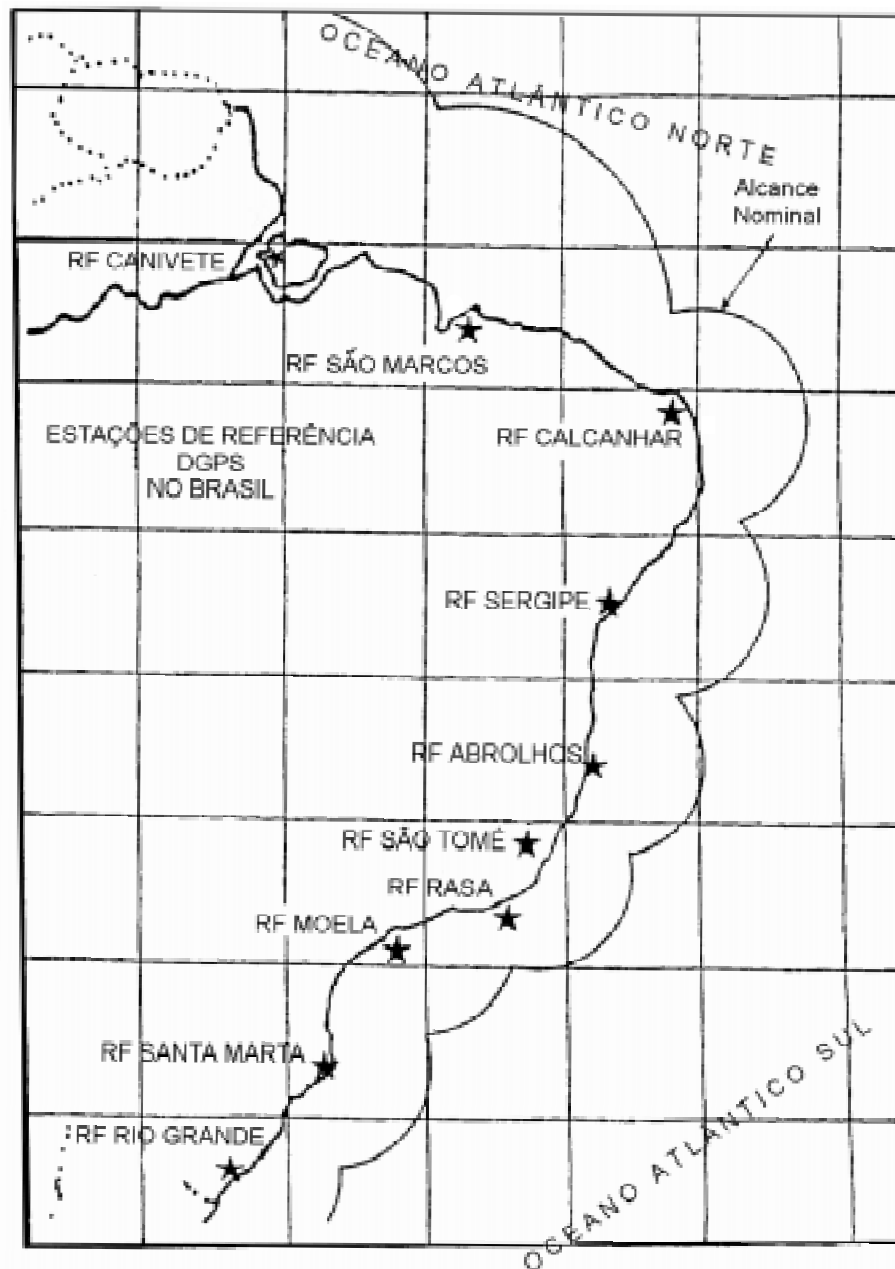 OCEANO ATLÂNTICO NORTE
Alcance
Nominal
RF CANIVETE
RF SÃO MARCOS
ESTAÇÕES DE REFERÊNCIA
DGPS
NO BRASIL
RF CALCANHAR
RF SERGIPE
RF ABROLHOS
RF SÃO TOMÉ
RF RASA
RF MOELA
RF SANTA MARTA
RF RIO GRANDE
OCEANO ATLÂNTICO SUL